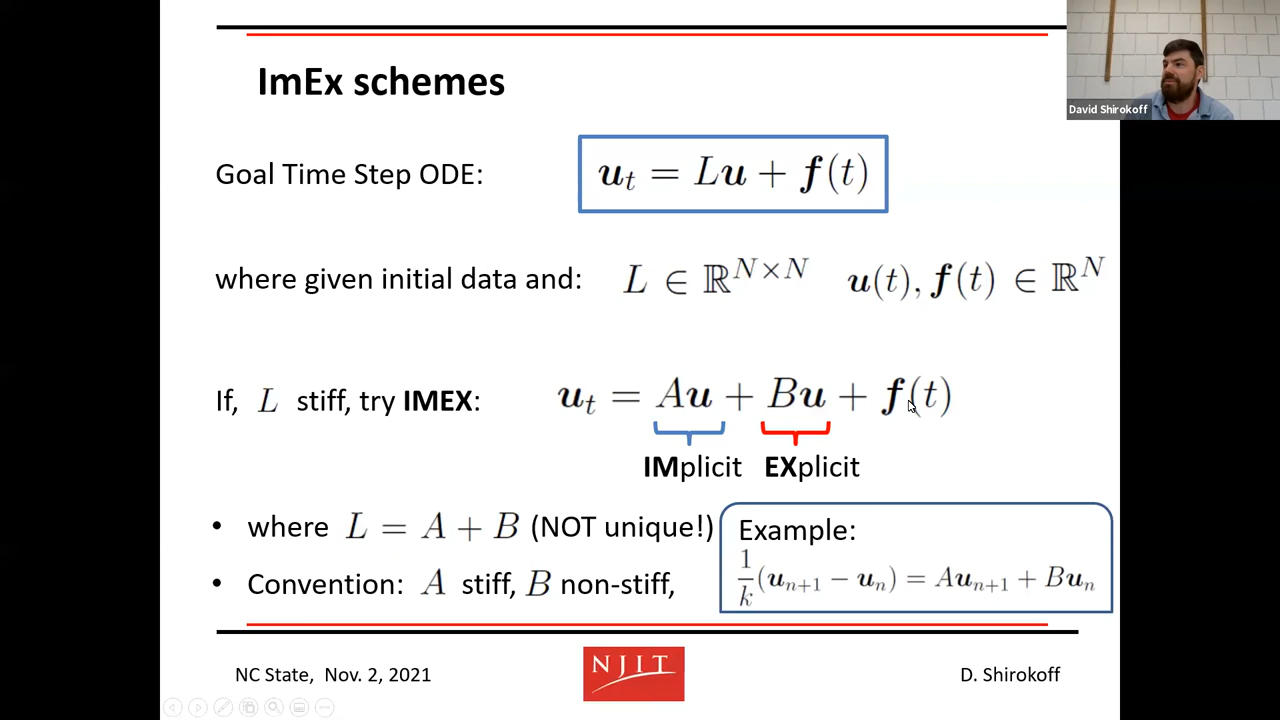 ImEx schemes
David Shirokoff
Goal Time Step ODE: u_t = Lu + f(t)
where given initial data and: L ∈ ℝ^{N×N} u(t), f(t) ∈ ℝ^N
If, L stiff, try IMEX: u_t = Au + Bu + f(t)
IMplicit EXplicit
• where L = A + B (NOT unique!)
• Convention: A stiff, B non-stiff,
Example:
\frac{1}{k}(u_{n+1} − u_n) = Au_{n+1} + Bu_n
NC State, Nov. 2, 2021
NJIT
D. Shirokoff